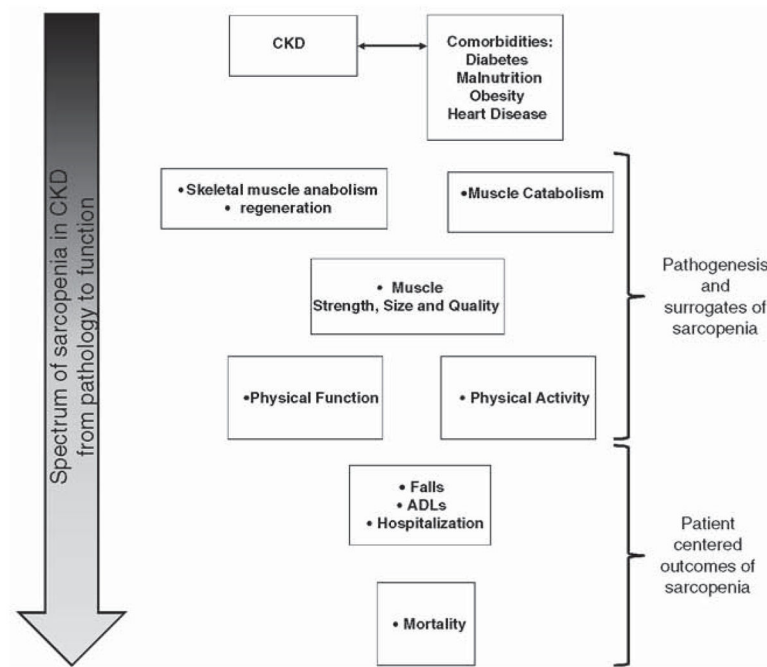 Spectrum of sarcopenia in CKD
from pathology to function
CKD
Comorbidities:
Diabetes
Malnutrition
Obesity
Heart Disease
•Skeletal muscle anabolism
• regeneration
•Muscle Catabolism
• Muscle
Strength, Size and Quality
•Physical Function
• Physical Activity
Pathogenesis
and
surrogates of
sarcopenia
• Falls
• ADLs
• Hospitalization
• Mortality
Patient
centered
outcomes of
sarcopenia